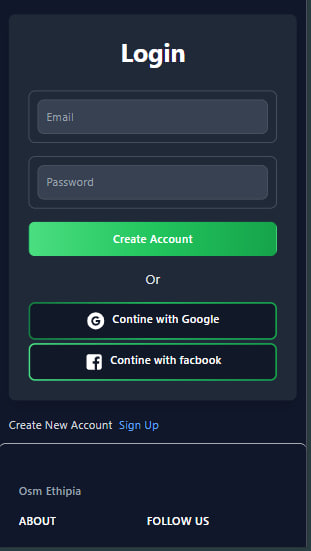 Login
Email
Password
Create Account
Or
G Contine with Google
Contine with facbook
Create New Account Sign Up
Osm Ethipia
ABOUT FOLLOW US